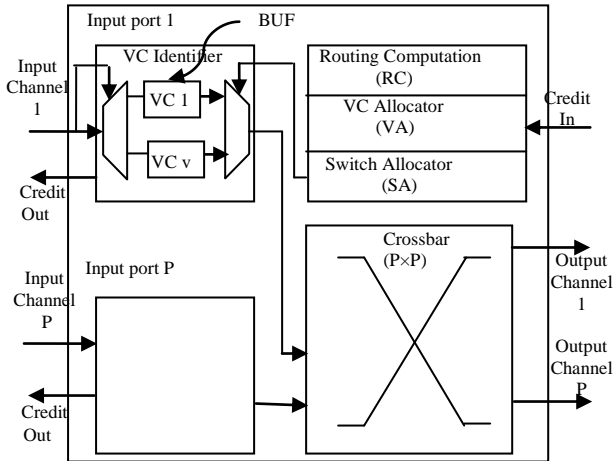 Input port 1
BUF
VC Identifier
Input
Channel
1
VC 1
VC v
Credit
Out
Routing Computation
(RC)
VC Allocator
(VA)
Switch Allocator
(SA)
Credit
In
Input port P
Input
Channel
P
Credit
Out
Crossbar
(P×P)
Output
Channel
1
Output
Channel
P